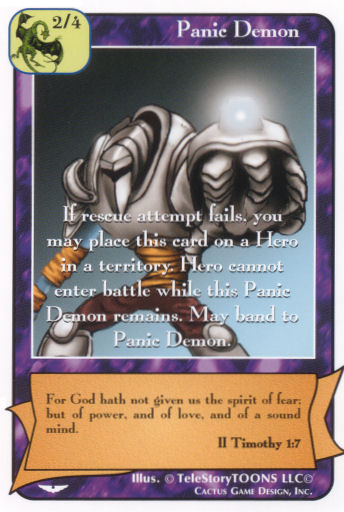 2/4
Panic Demon
If rescue attempt fails, you
may place this card on a Hero
in a territory. Hero cannot
enter battle while this Panic
Demon remains. May band to
Panic Demon.
For God hath not given us the spirit of fear;
but of power, and of love, and of a sound
mind.
II Timothy 1:7
Illus. © TeleStoryTOONS LLC©
Cactus Game Design, Inc.